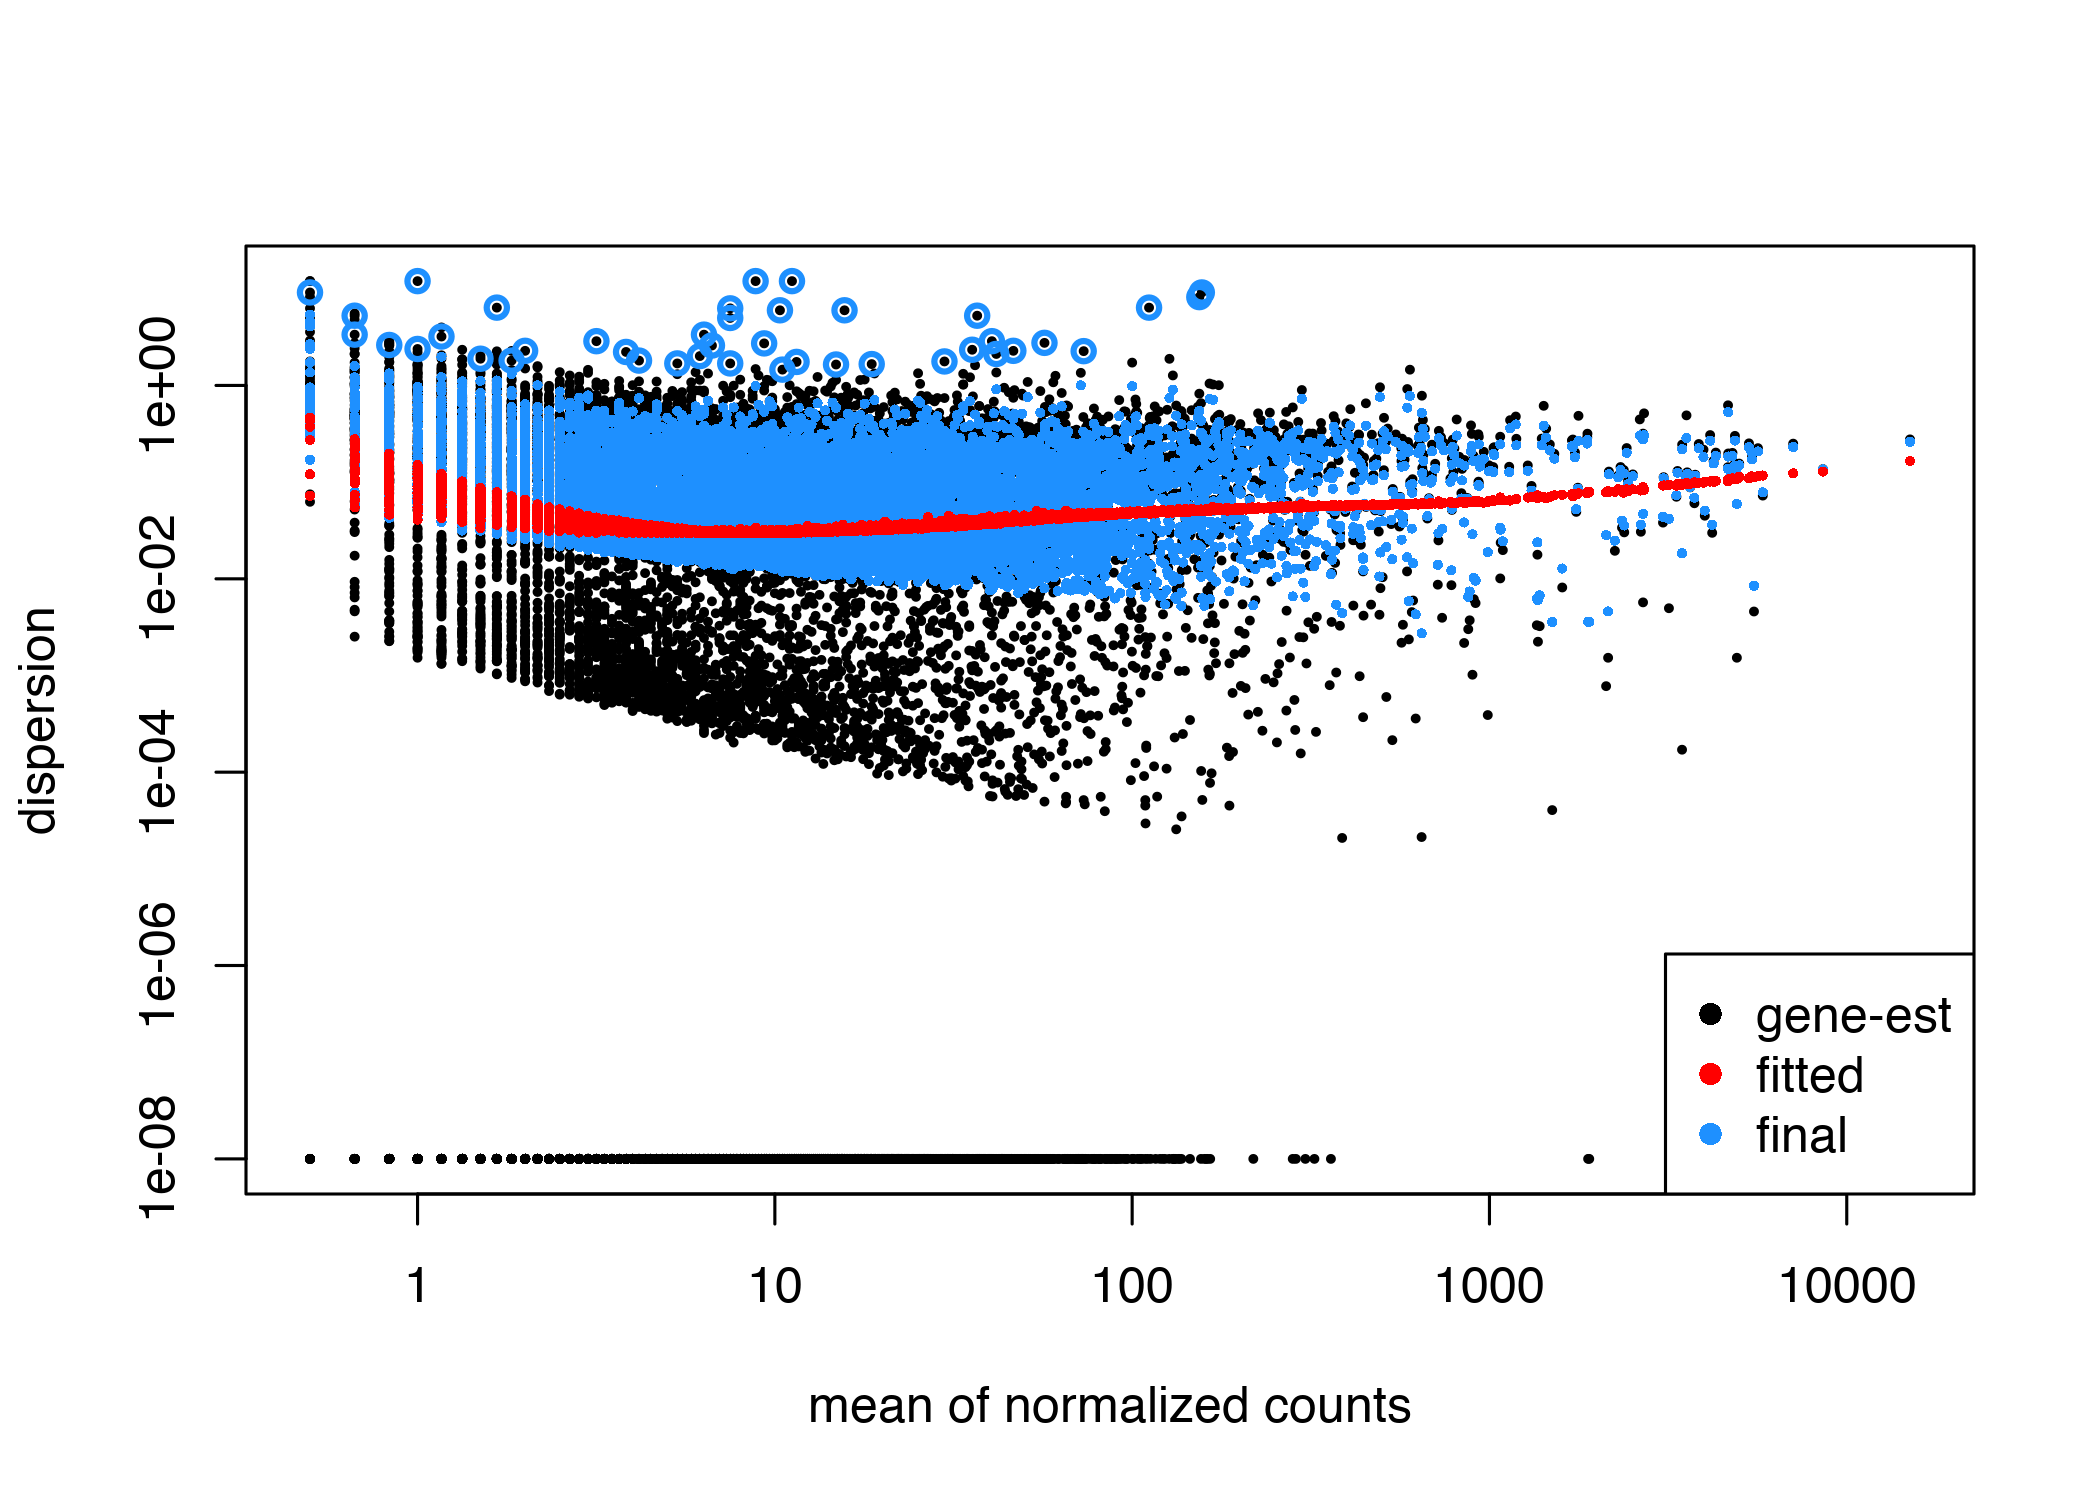 dispersion
1e+00
1e-02
1e-04
1e-06
1e-08
gene-est
fitted
final
1 10 100 1000 10000
mean of normalized counts